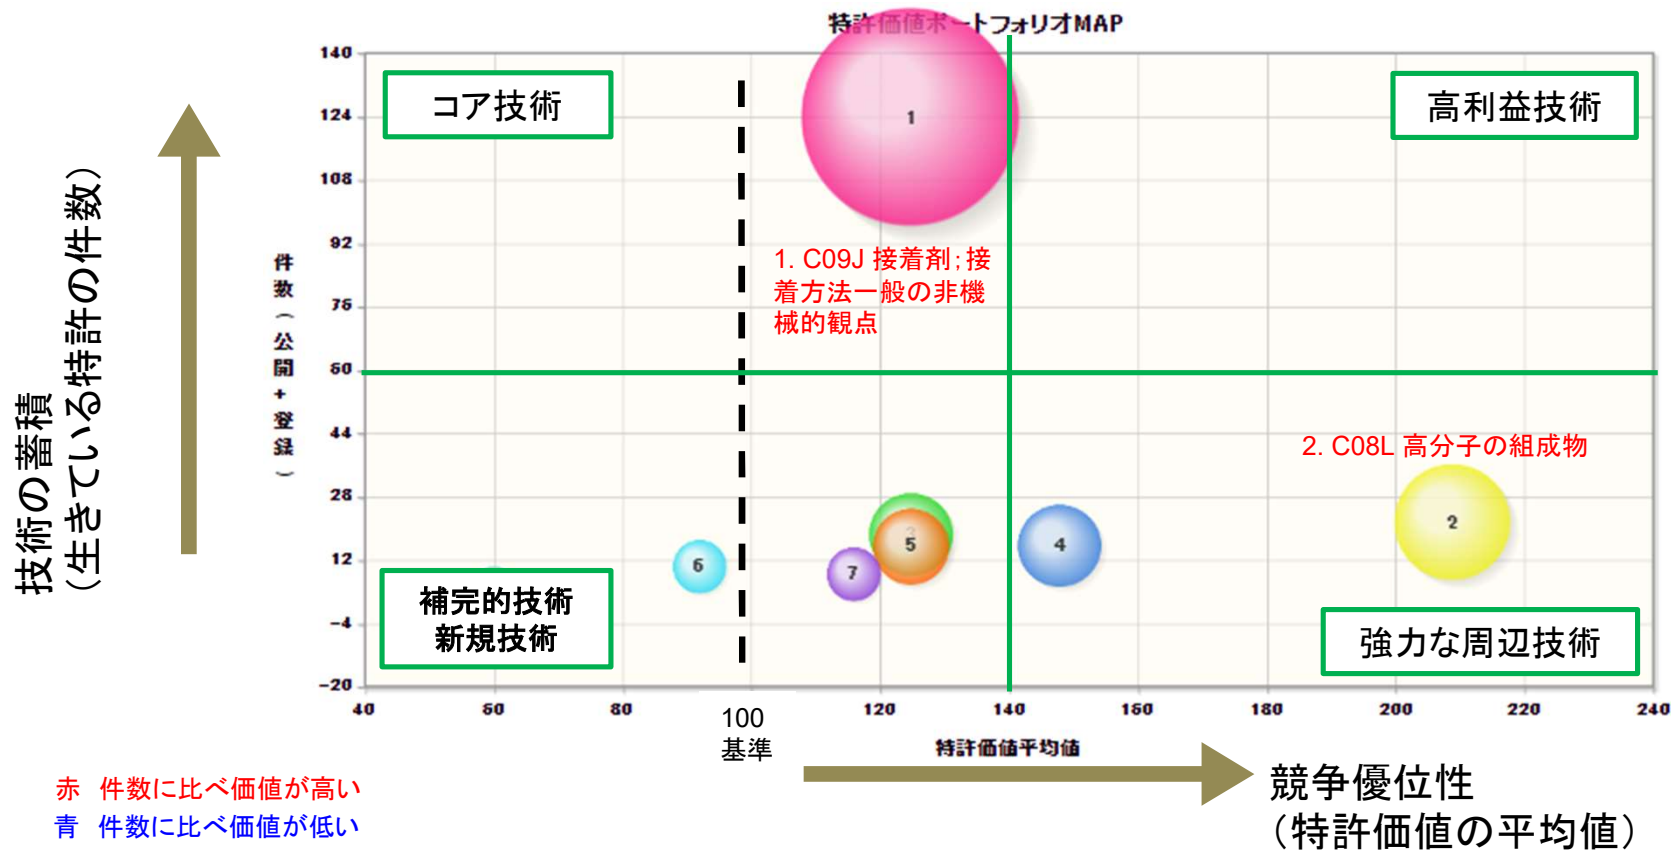 特許価値ポートフォリオMAP
140
124
108
92
76
60
44
28
12
-4
-20
コア技術
高利益技術
1
1. C09J 接着剤;接
着方法一般の非機
械的観点
2. C08L 高分子の組成物
2
3
5
4
6
7
補完的技術
新規技術
強力な周辺技術
技術の蓄積
(生きている特許の件数)
件数(公開+登録)
40
60
80
100
基準
120
140
160
180
200
220
240
特許価値平均値
競争優位性
(特許価値の平均値)
赤 件数に比べ価値が高い
青 件数に比べ価値が低い